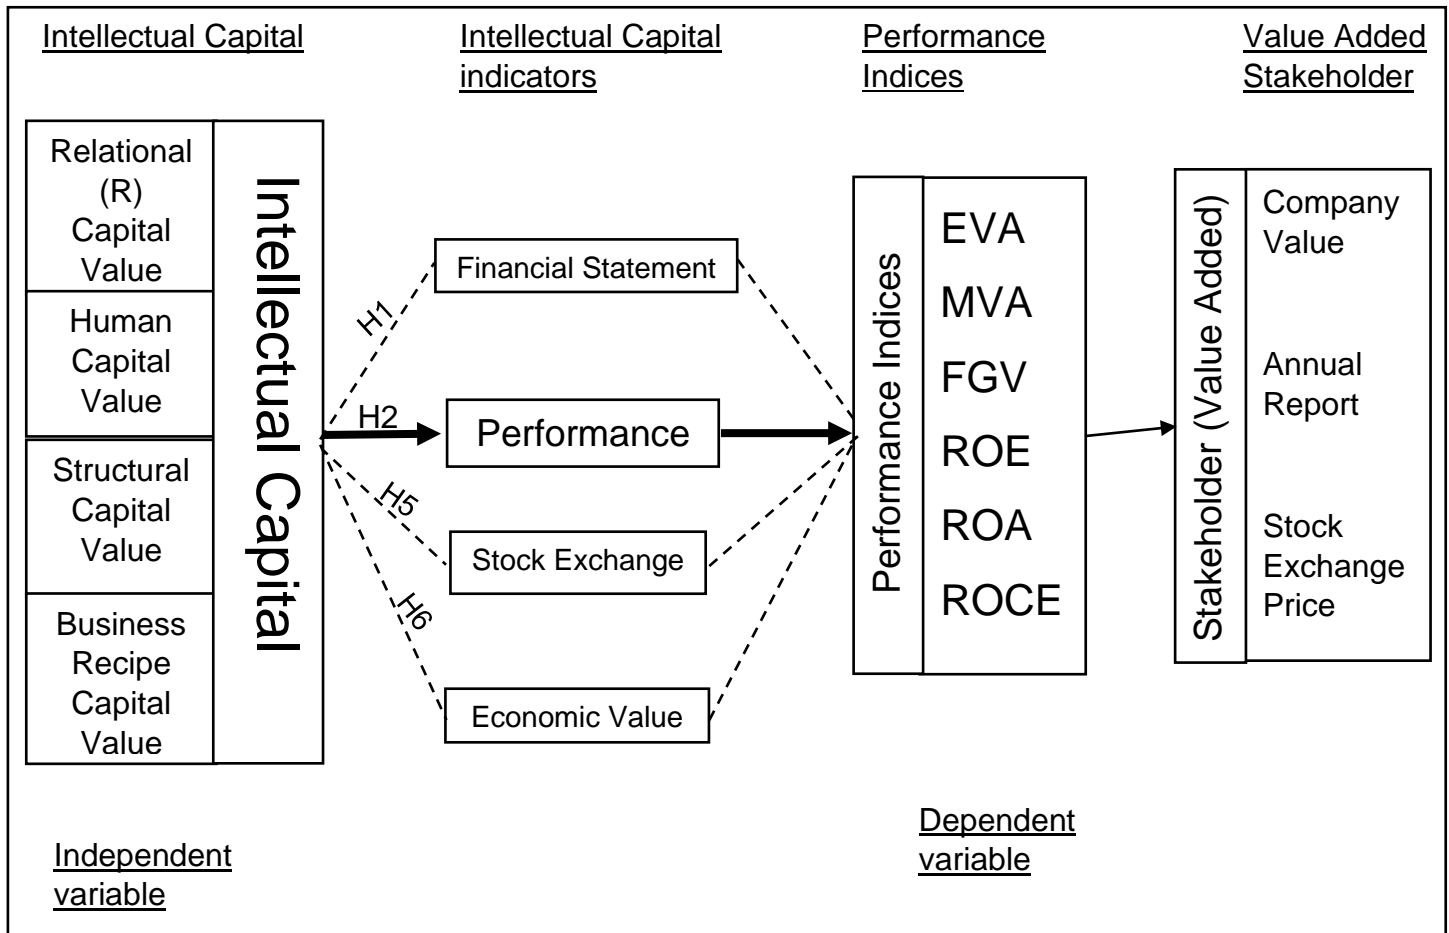 Intellectual Capital
Intellectual Capital
indicators
Performance
Indices
Value Added
Stakeholder
Relational
(R)
Capital
Value
Human
Capital
Value
Structural
Capital
Value
Business
Recipe
Capital
Value
Intellectual Capital
H1
H2
H5
H6
Financial Statement
Performance
Stock Exchange
Economic Value
Performance Indices
EVA
MVA
FGV
ROE
ROA
ROCE
Stakeholder (Value Added)
Company
Value
Annual
Report
Stock
Exchange
Price
Independent
variable
Dependent
variable